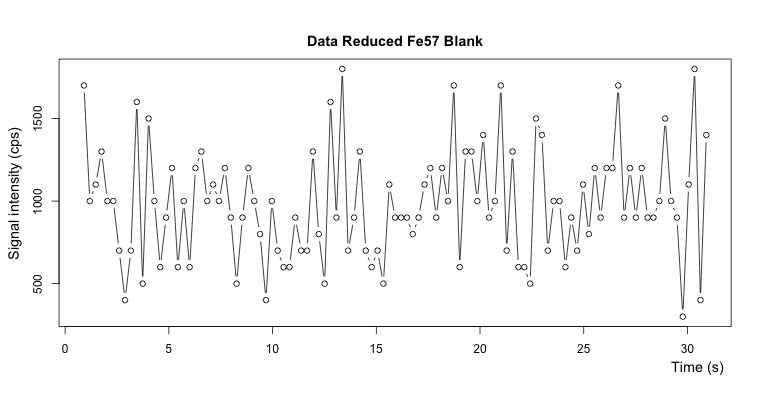 Data Reduced Fe57 Blank
Signal intensity (cps)
1500
1000
500
0 5 10 15 20 25 30
Time (s)